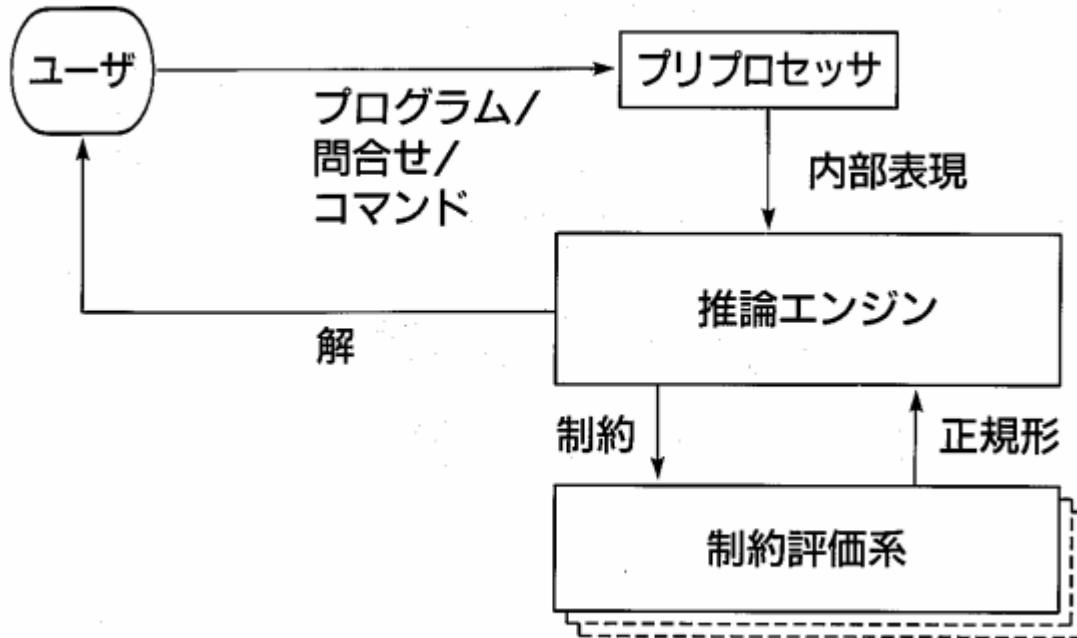 ユーザ
プリプロセッサ
プログラム/
問合せ/
コマンド
内部表現
推論エンジン
解
制約
正規形
制約評価系